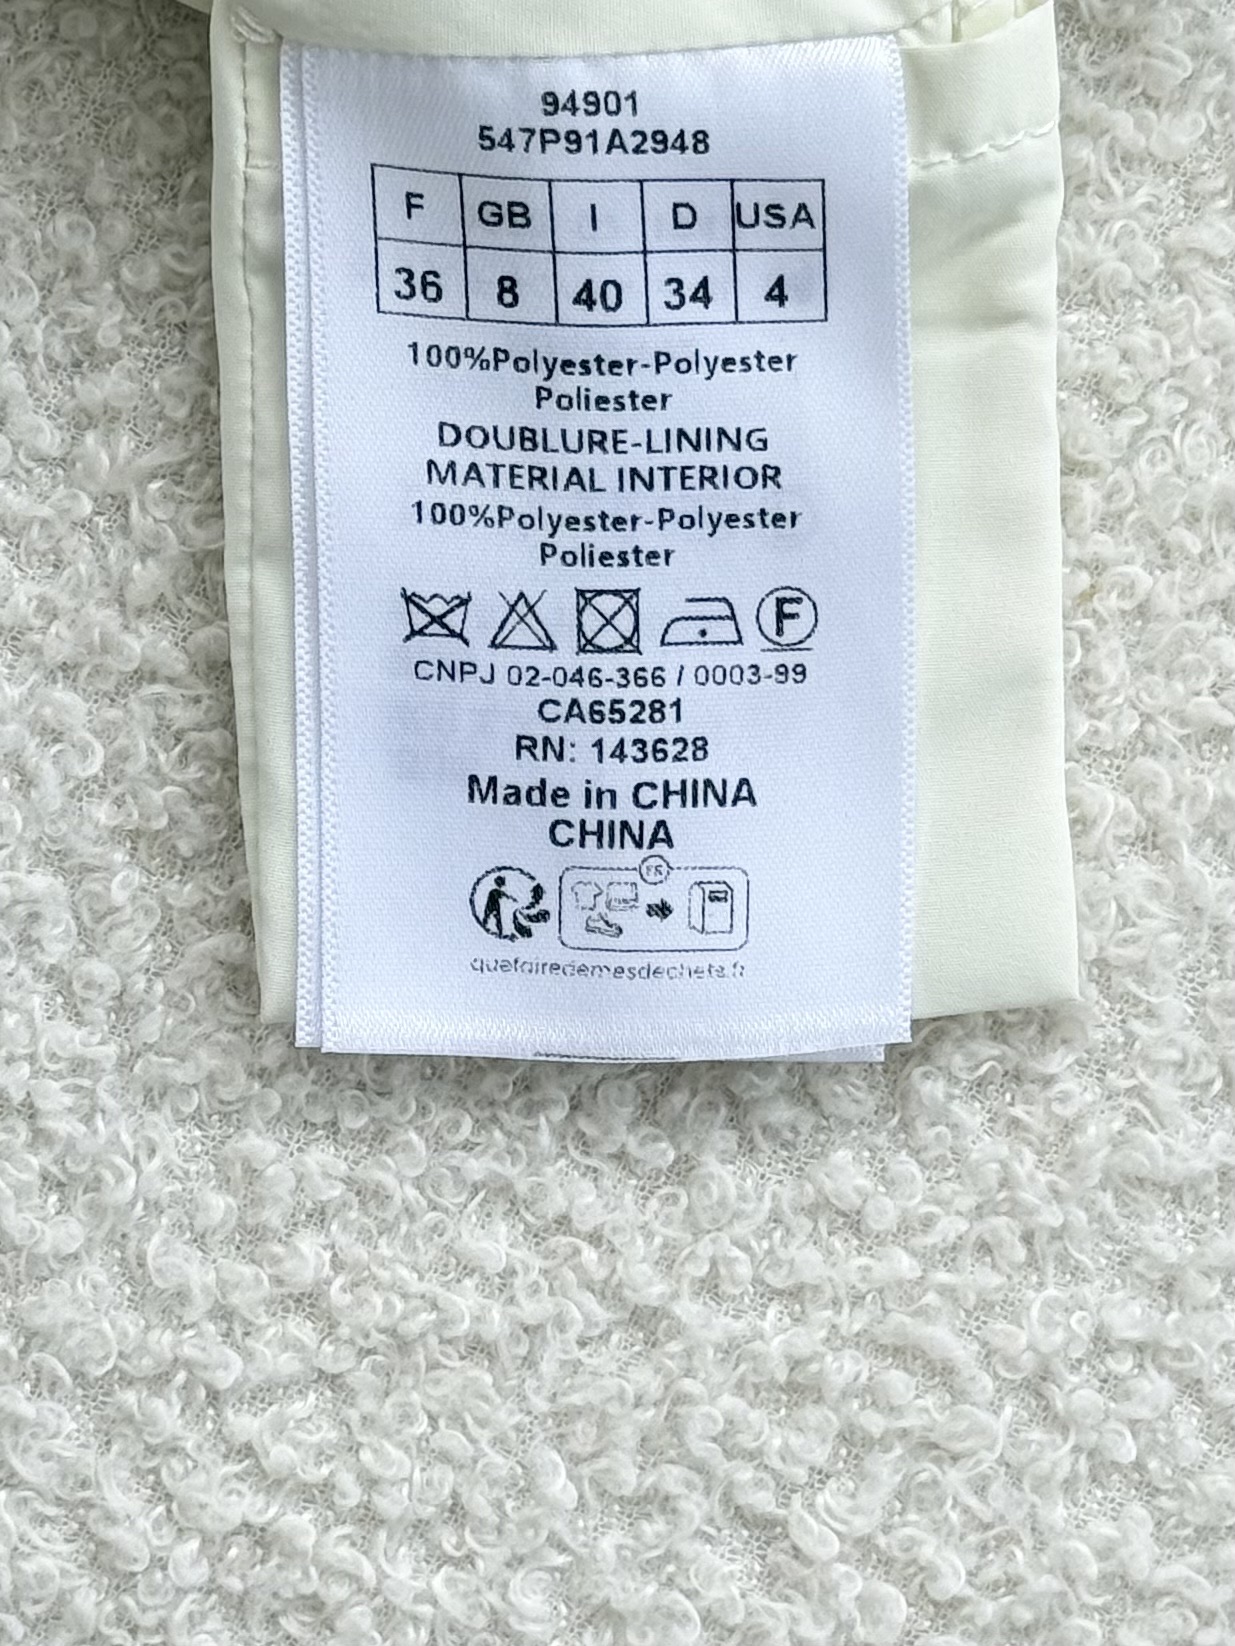 94901
547P91A2948
F GB I D USA
36 8 40 34 4
100%Polyester-Polyester
Poliester
DOUBLURE-LINING
MATERIAL INTERIOR
100%Polyester-Polyester
Poliester
F
CNPJ 02-046-366 / 0003-99
CA65281
RN: 143628
Made in CHINA
CHINA
FR
quefairedemesdechets.fr